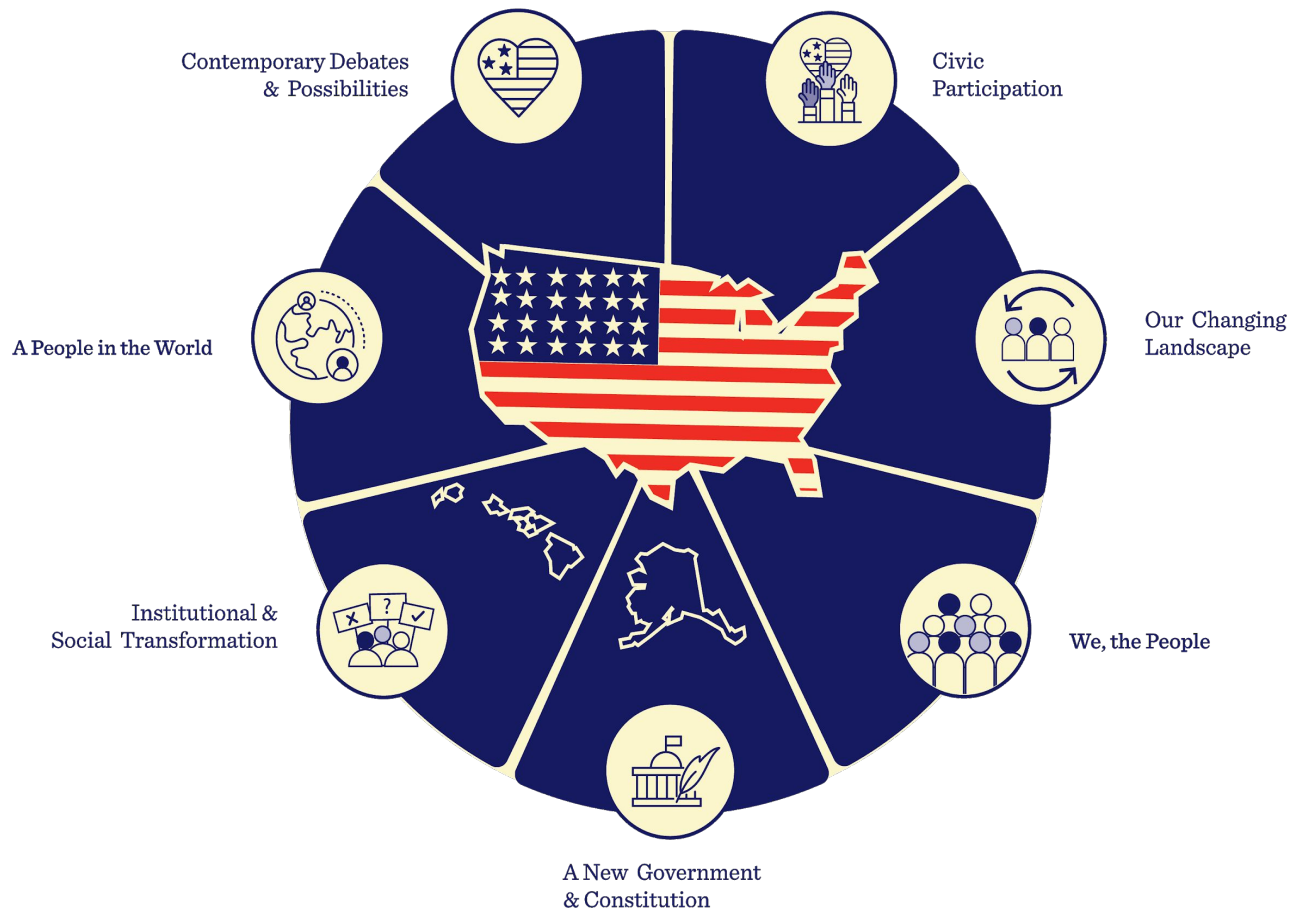 Contemporary Debates
& Possibilities
Civic
Participation
A People in the World
Our Changing
Landscape
Institutional &
Social Transformation
?
We, the People
A New Government
& Constitution